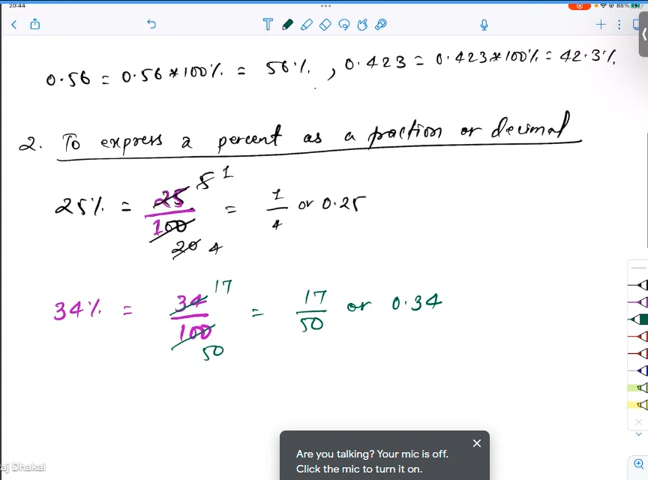 20:44
88%
0.56 = 0.56*100% = 56%, 0.423 = 0.423*100% = 42.3%
2. To express a percent as a fraction or decimal
25% = 25/100 5 1 20 4 = 1/4 or 0.25
34% = 34/100 17 50 = 17/50 or 0.34
Are you talking? Your mic is off.
Click the mic to turn it on.
aj Dhakal